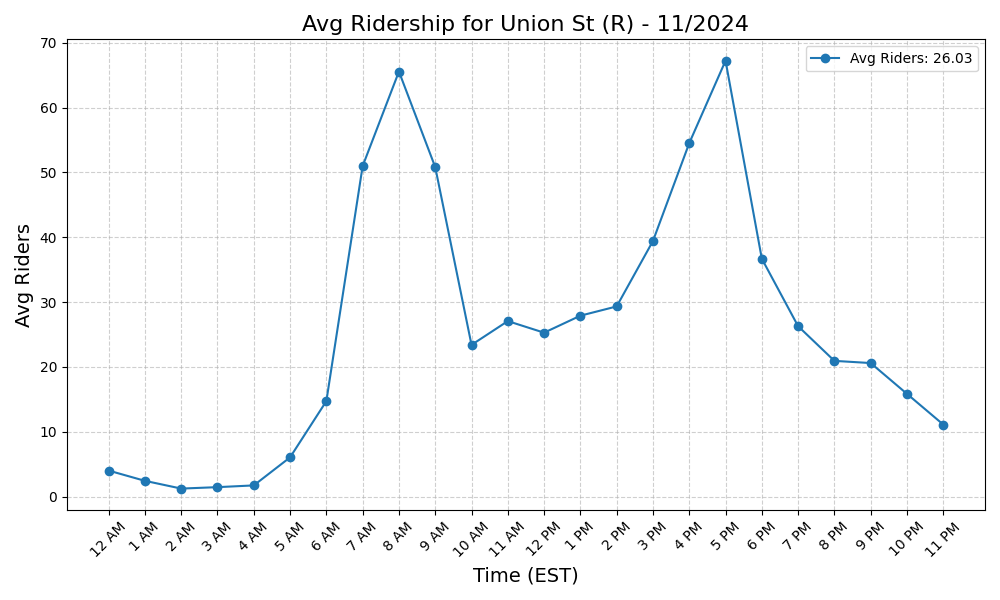 Avg Ridership for Union St (R) - 11/2024
Avg Riders: 26.03
70
60
50
40
30
20
10
0
Avg Riders
12 AM
1 AM
2 AM
3 AM
4 AM
5 AM
6 AM
7 AM
8 AM
9 AM
10 AM
11 AM
12 PM
1 PM
2 PM
3 PM
4 PM
5 PM
6 PM
7 PM
8 PM
9 PM
10 PM
11 PM
Time (EST)